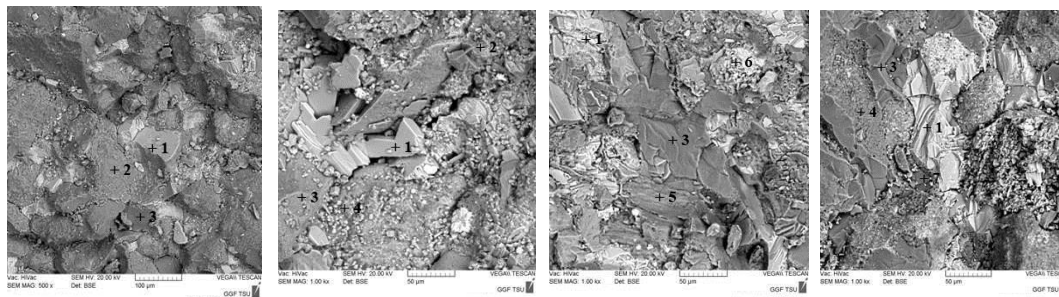 + 1
+ 2
+ 3
Vac: HiVac SEM HV: 20.00 kV VEGA\\ TESCAN
SEM MAG: 500 x Det: BSE 100 µm
GGF TSU
+ 2
+ 1
+ 3
+ 4
Vac: HiVac SEM HV: 20.00 kV VEGA\\ TESCAN
SEM MAG: 1.00 kx Det: BSE 50 µm
GGF TSU
+ 1
+ 6
+ 3
+ 5
Vac: HiVac SEM HV: 20.00 kV VEGA\\ TESCAN
SEM MAG: 1.00 kx Det: BSE 50 µm
GGF TSU
+ 3
+ 4
+ 1
Vac: HiVac SEM HV: 20.00 kV VEGA\\ TESCAN
SEM MAG: 1.00 kx Det: BSE 50 µm
GGF TSU